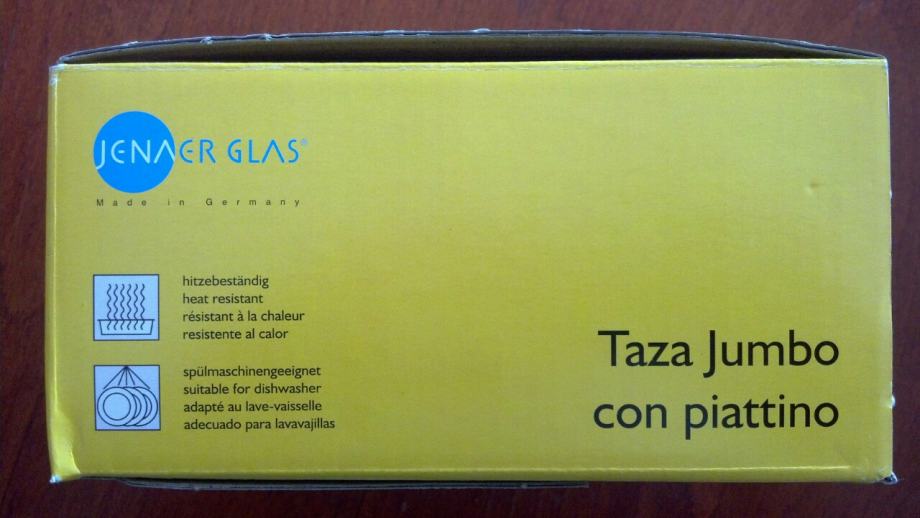 JENAER GLAS®
Made in Germany
hitzebeständig
heat resistant
résistant à la chaleur
resistente al calor
spülmaschinengeeignet
suitable for dishwasher
adapté au lave-vaisselle
adecuado para lavavajillas
Taza Jumbo
con piattino